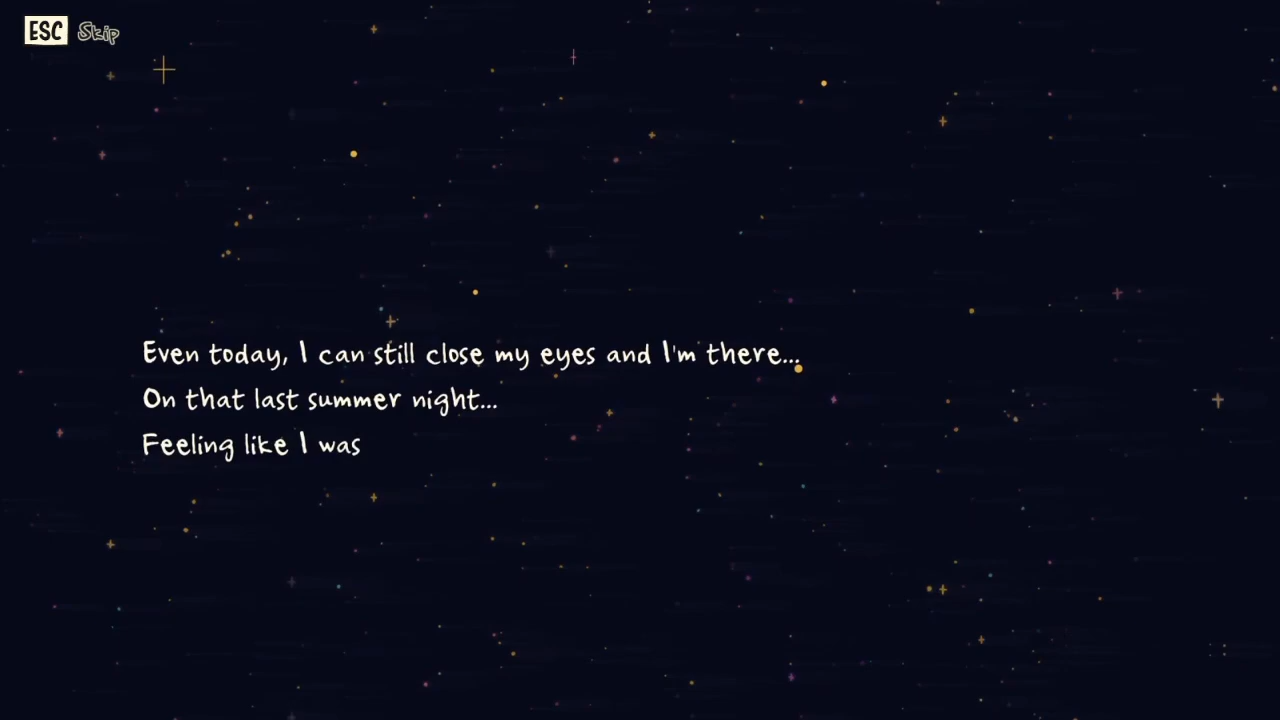 ESC Skip
Even today, I can still close my eyes and I'm there...
On that last summer night...
Feeling like I was